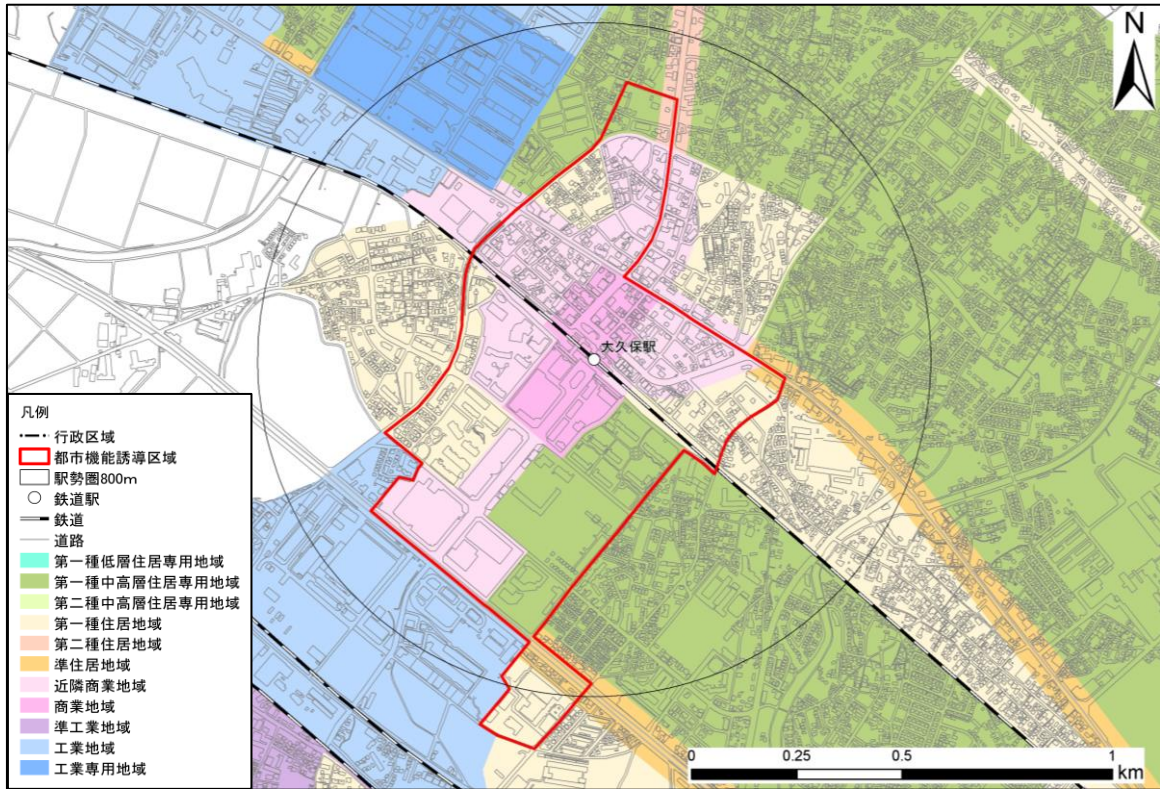 N
大久保駅
凡例
行政区域
都市機能誘導区域
駅勢圏800m
鉄道駅
鉄道
道路
第一種低層住居専用地域
第一種中高層住居専用地域
第二種中高層住居専用地域
第一種住居地域
第二種住居地域
準住居地域
近隣商業地域
商業地域
準工業地域
工業地域
工業専用地域
0 0.25 0.5 1
km